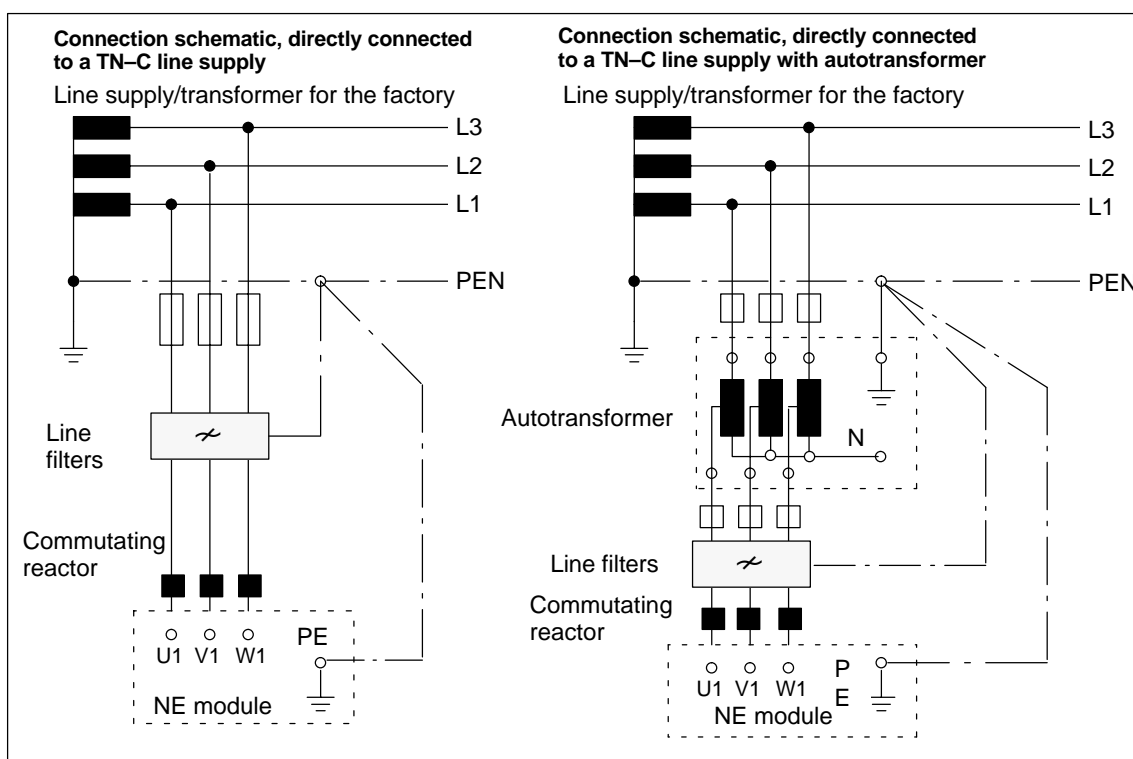 Connection schematic, directly connected
to a TN–C line supply
Line supply/transformer for the factory
L3
L2
L1
PEN
Line
filters
Commutating
reactor
PE
U1 V1 W1
NE module
Connection schematic, directly connected
to a TN–C line supply with autotransformer
Line supply/transformer for the factory
L3
L2
L1
PEN
Autotransformer
N
Line filters
Commutating
reactor
P
E
U1 V1 W1
NE module